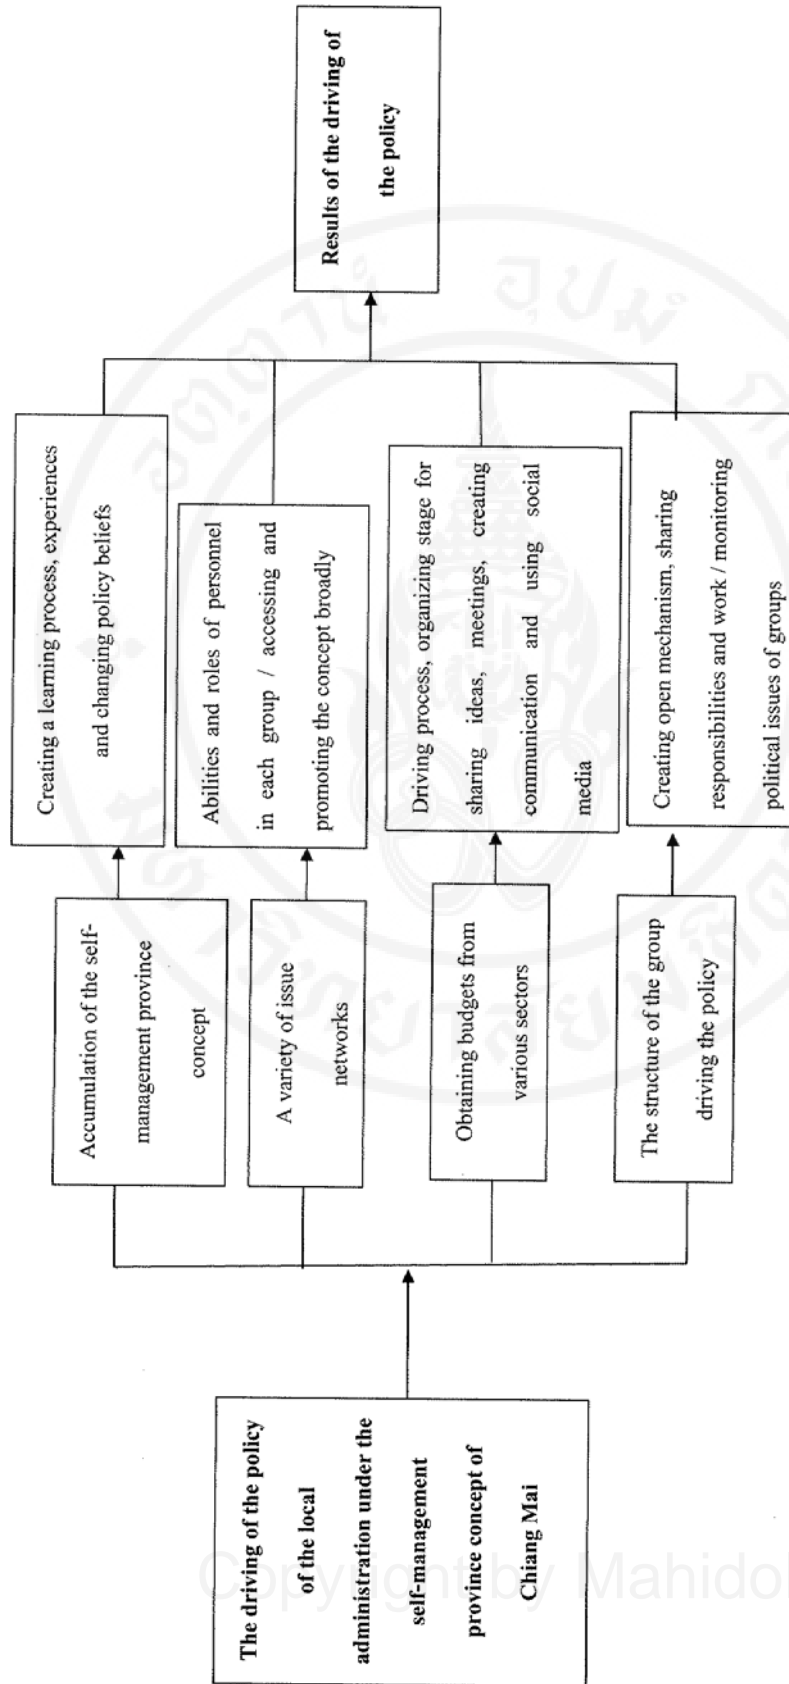 The driving of the policy
of the local
administration under the
self-management
province concept of
Chiang Mai
Accumulation of the self-
management province
concept
A variety of issue
networks
Obtaining budgets from
various sectors
The structure of the group
driving the policy
Creating a learning process, experiences
and changing policy beliefs
Abilities and roles of personnel
in each group / accessing and
promoting the concept broadly
Driving process, organizing stage for
sharing ideas, meetings, creating
communication and using social
media
Creating open mechanism, sharing
responsibilities and work / monitoring
political issues of groups
Results of the driving of
the policy
Copyright by Mahidol